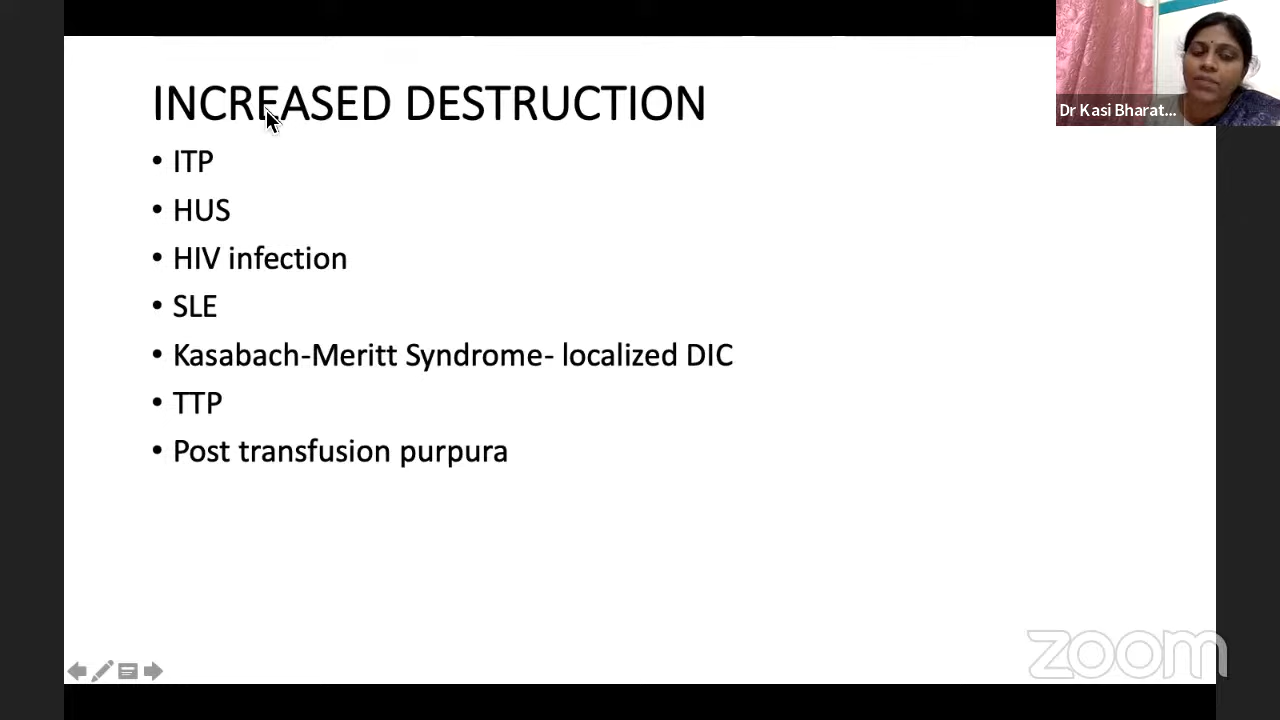 INCREASED DESTRUCTION
Dr Kasi Bharat...
• ITP
• HUS
• HIV infection
• SLE
• Kasabach-Meritt Syndrome- localized DIC
• TTP
• Post transfusion purpura
zoom